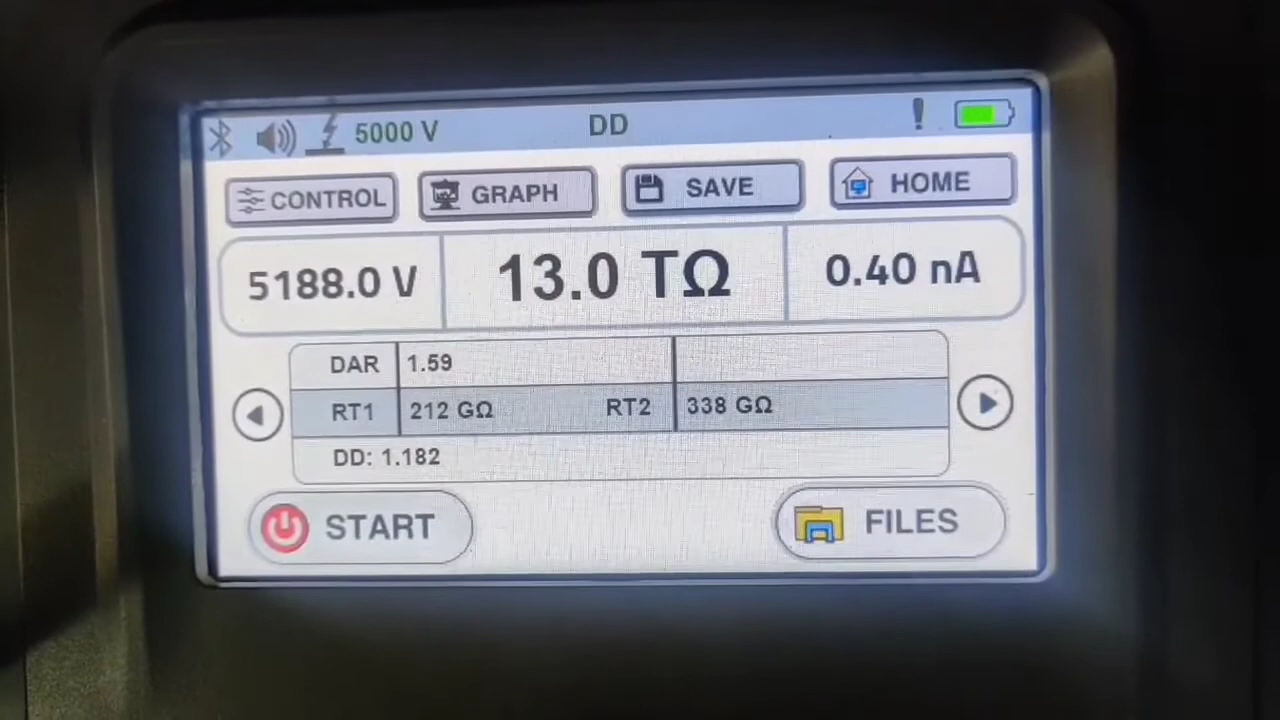 5000 V DD !
CONTROL GRAPH SAVE HOME
5188.0 V 13.0 TΩ 0.40 nA
DAR 1.59
RT1 212 GΩ RT2 338 GΩ
DD: 1.182
START FILES